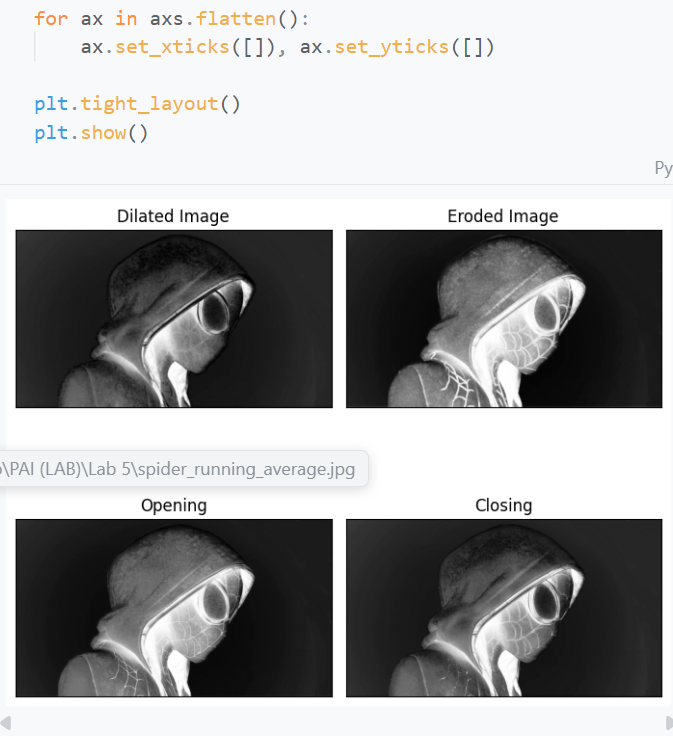 for ax in axs.flatten():
    ax.set_xticks([]), ax.set_yticks([])
plt.tight_layout()
plt.show()
Py
Dilated Image
Eroded Image
\PAI (LAB)\Lab 5\spider_running_average.jpg
Opening
Closing